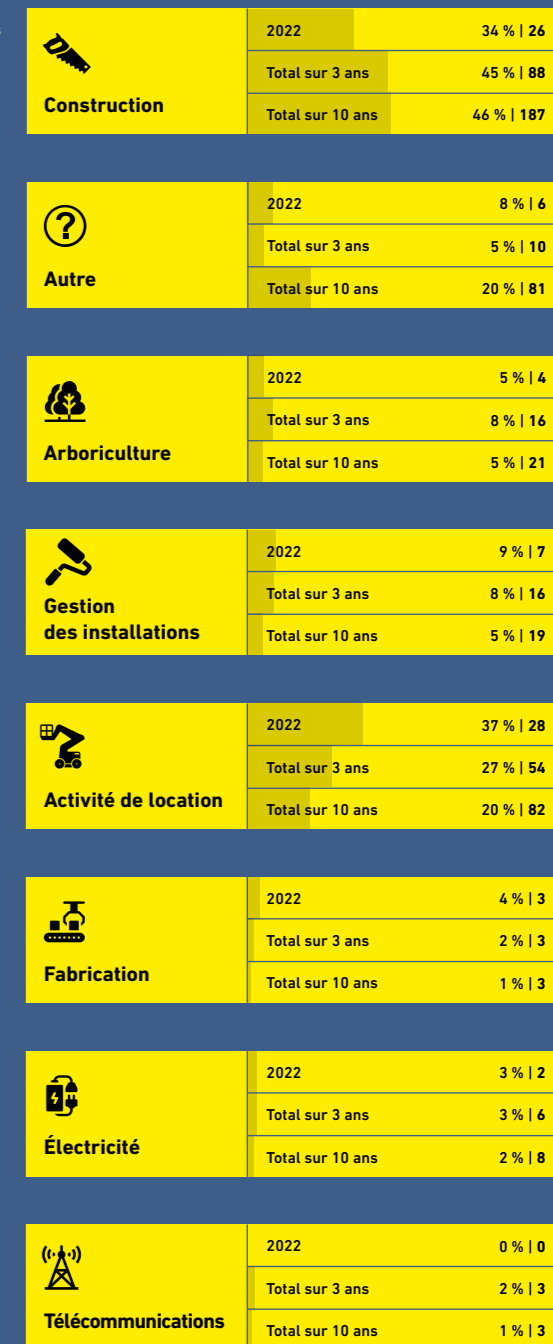 Construction
2022 34 % | 26
Total sur 3 ans 45 % | 88
Total sur 10 ans 46 % | 187
Autre
2022 8 % | 6
Total sur 3 ans 5 % | 10
Total sur 10 ans 20 % | 81
Arboriculture
2022 5 % | 4
Total sur 3 ans 8 % | 16
Total sur 10 ans 5 % | 21
Gestion
des installations
2022 9 % | 7
Total sur 3 ans 8 % | 16
Total sur 10 ans 5 % | 19
Activité de location
2022 37 % | 28
Total sur 3 ans 27 % | 54
Total sur 10 ans 20 % | 82
Fabrication
2022 4 % | 3
Total sur 3 ans 2 % | 3
Total sur 10 ans 1 % | 3
Électricité
2022 3 % | 2
Total sur 3 ans 3 % | 6
Total sur 10 ans 2 % | 8
Télécommunications
2022 0 % | 0
Total sur 3 ans 2 % | 3
Total sur 10 ans 1 % | 3